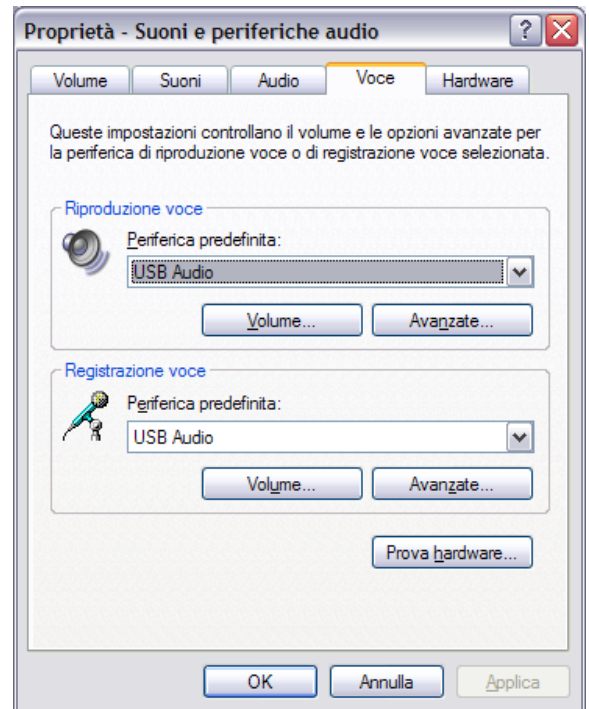 Proprietà - Suoni e periferiche audio
?
Volume Suoni Audio Voce Hardware
Queste impostazioni controllano il volume e le opzioni avanzate per
la periferica di riproduzione voce o di registrazione voce selezionata.
Riproduzione voce
Periferica predefinita:
USB Audio
Volume... Avanzate...
Registrazione voce
Periferica predefinita:
USB Audio
Volume... Avanzate...
Prova hardware...
OK Annulla Applica